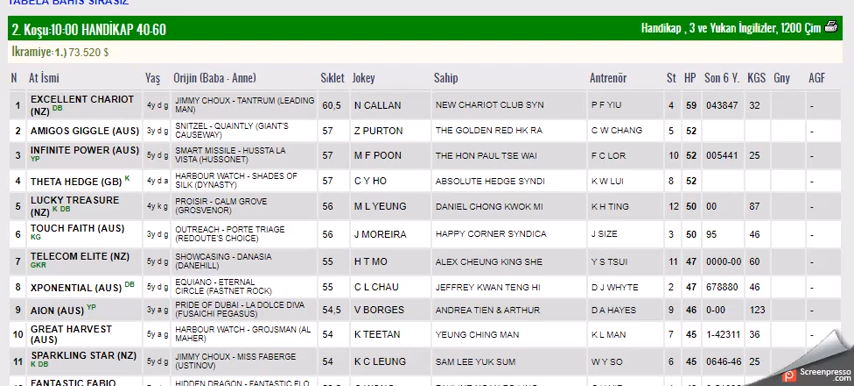 TABELA BAHİS SIRASIZ
2. Koşu:10:00 HANDİKAP 40-60 Handikap , 3 ve Yukarı İngilizler, 1200 Çim
İkramiye:1.) 73.520 $
N At İsmi Yaş Orijin (Baba - Anne) Sıklet Jokey Sahip Antrenör St HP Son 6 Y. KGS Gny AGF
1 EXCELLENT CHARIOT (NZ) DB 4y d g JIMMY CHOUX - TANTRUM (LEADING MAN) 60,5 N CALLAN NEW CHARIOT CLUB SYN P F YIU 4 59 043847 32 -
2 AMIGOS GIGGLE (AUS) 3y d g SNITZEL - QUAINTLY (GIANT'S CAUSEWAY) 57 Z PURTON THE GOLDEN RED HK RA C W CHANG 5 52 -
3 INFINITE POWER (AUS) YP 5y d g SMART MISSILE - HUSSTA LA VISTA (HUSSONET) 57 M F POON THE HON PAUL TSE WAI F C LOR 10 52 005441 25 -
4 THETA HEDGE (GB) K 4y d a HARBOUR WATCH - SHADES OF SILK (DYNASTY) 57 C Y HO ABSOLUTE HEDGE SYNDI K W LUI 8 52 -
5 LUCKY TREASURE (NZ) K DB 4y k g PROISIR - CALM GROVE (GROSVENOR) 56 M L YEUNG DANIEL CHONG KWOK MI K H TING 12 50 00 87 -
6 TOUCH FAITH (AUS) KG 3y d g OUTREACH - PORTE TRIAGE (REDOUTE'S CHOICE) 56 J MOREIRA HAPPY CORNER SYNDICA J SIZE 3 50 95 46 -
7 TELECOM ELITE (NZ) GKR 5y d g SHOWCASING - DANASIA (DANEHILL) 55 H T MO ALEX CHEUNG KING SHE Y S TSUI 11 47 0000-00 60 -
8 XPONENTIAL (AUS) DB 5y d g EQUIANO - ETERNAL CIRCLE (FASTNET ROCK) 55 C L CHAU JEFFREY KWAN TENG HI D J WHYTE 2 47 678880 46 -
9 AION (AUS) YP 3y a g PRIDE OF DUBAI - LA DOLCE DIVA (FUSAICHI PEGASUS) 54,5 V BORGES ANDREA TIEN & ARTHUR D A HAYES 9 46 0-00 123 -
10 GREAT HARVEST (AUS) 5y a g HARBOUR WATCH - GROJSMAN (AL MAHER) 54 K TEETAN YEUNG CHING MAN K L MAN 7 45 1-42311 36 -
11 SPARKLING STAR (NZ) K DB 5y d g JIMMY CHOUX - MISS FABERGE (USTINOV) 54 K C LEUNG SAM LEE YUK SUM W Y SO 6 45 0646-46 25 -
FANTASTIC FABIO HIDDEN DRAGON - FANTASTIC
Screenpresso
.com